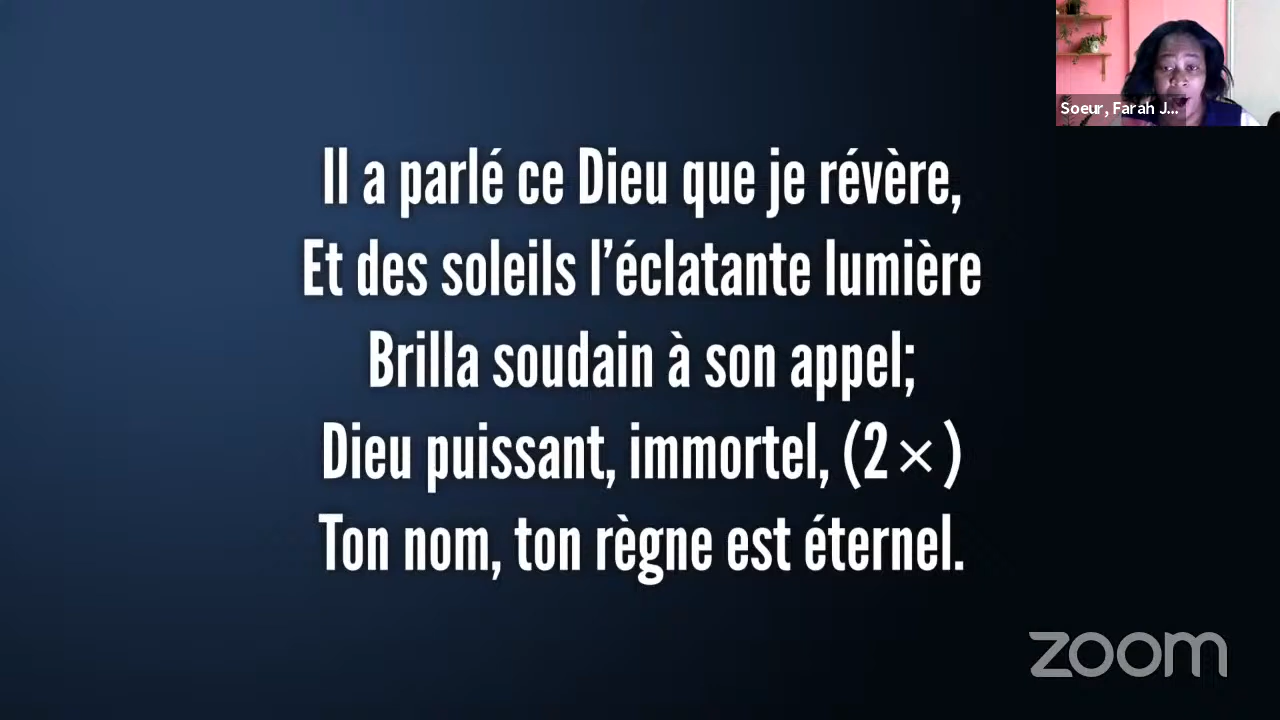 Soeur, Farah J...
Il a parlé ce Dieu que je révère,
Et des soleils l’éclatante lumière
Brilla soudain à son appel;
Dieu puissant, immortel, (2×)
Ton nom, ton règne est éternel.
zoom